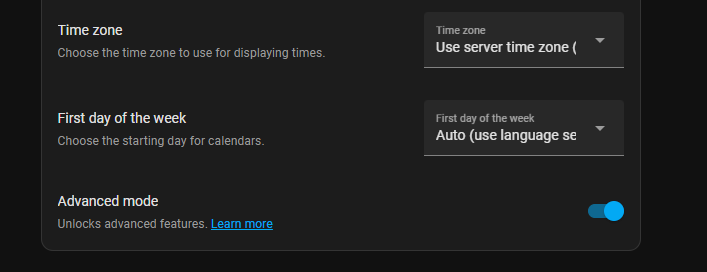 Time zone
Choose the time zone to use for displaying times.
Time zone
Use server time zone (
First day of the week
Choose the starting day for calendars.
First day of the week
Auto (use language se
Advanced mode
Unlocks advanced features. Learn more